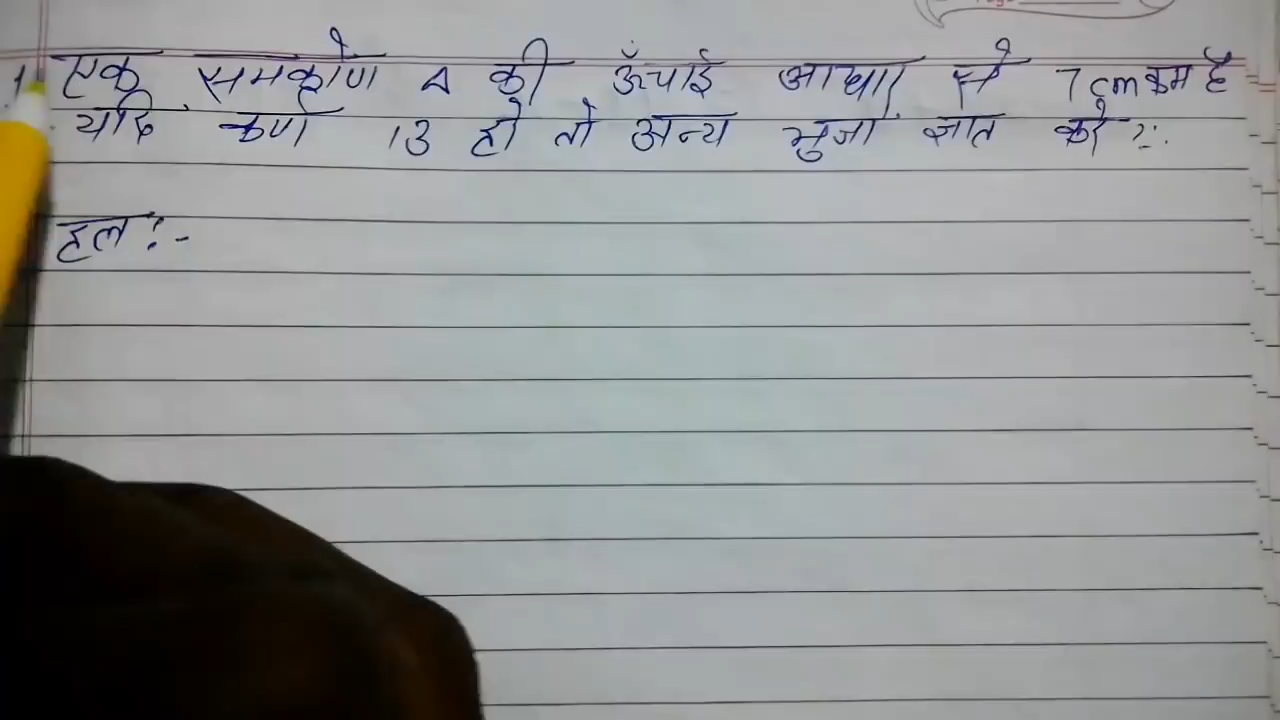 1 एक समकोण Δ की ऊँचाई आधार से 7 cm कम है
यदि कर्ण 13 हो तो अन्य भुजा ज्ञात करे ?:.
हल :-